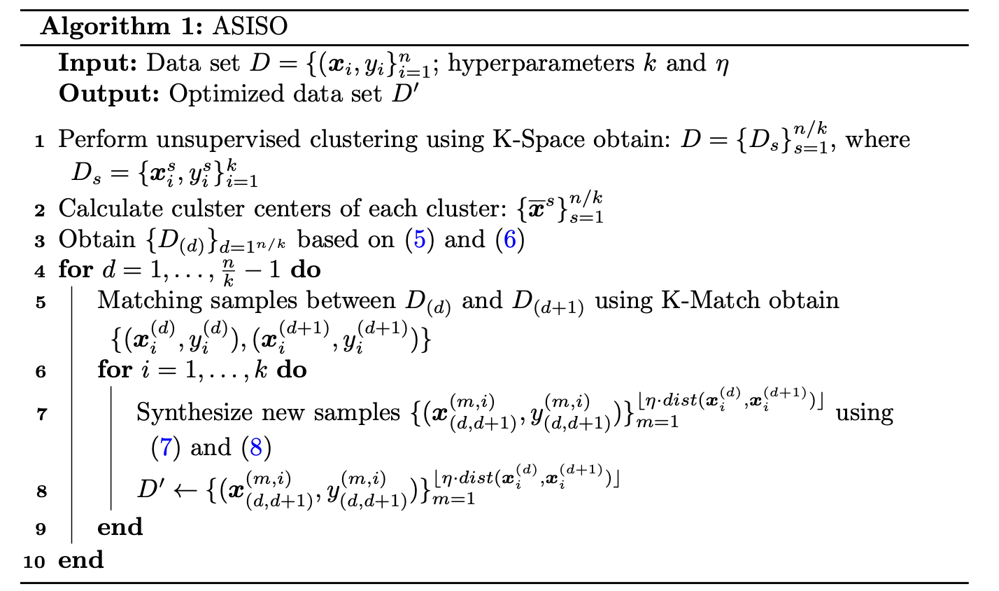 Algorithm 1: ASISO
Input: Data set $D = \{(\boldsymbol{x}_i, y_i\}_{i=1}^{n}$; hyperparameters $k$ and $\eta$
Output: Optimized data set $D'$
1 Perform unsupervised clustering using K-Space obtain: $D = \{D_s\}_{s=1}^{n/k}$, where
$D_s = \{\boldsymbol{x}_i^s, y_i^s\}_{i=1}^{k}$
2 Calculate culster centers of each cluster: $\{\overline{\boldsymbol{x}}^s\}_{s=1}^{n/k}$
3 Obtain $\{D_{(d)}\}_{d=1^{n/k}}$ based on (5) and (6)
4 for $d = 1, \ldots, \frac{n}{k} - 1$ do
5 Matching samples between $D_{(d)}$ and $D_{(d+1)}$ using K-Match obtain
$\{(\boldsymbol{x}_i^{(d)}, y_i^{(d)}), (\boldsymbol{x}_i^{(d+1)}, y_i^{(d+1)})\}$
6 for $i = 1, \ldots, k$ do
7 Synthesize new samples $\{(\boldsymbol{x}_{(d,d+1)}^{(m,i)}, y_{(d,d+1)}^{(m,i)})\}_{m=1}^{\lfloor \eta \cdot dist(\boldsymbol{x}_i^{(d)}, \boldsymbol{x}_i^{(d+1)}) \rfloor}$ using
(7) and (8)
8 $D' \leftarrow \{(\boldsymbol{x}_{(d,d+1)}^{(m,i)}, y_{(d,d+1)}^{(m,i)})\}_{m=1}^{\lfloor \eta \cdot dist(\boldsymbol{x}_i^{(d)}, \boldsymbol{x}_i^{(d+1)}) \rfloor}$
9 end
10 end